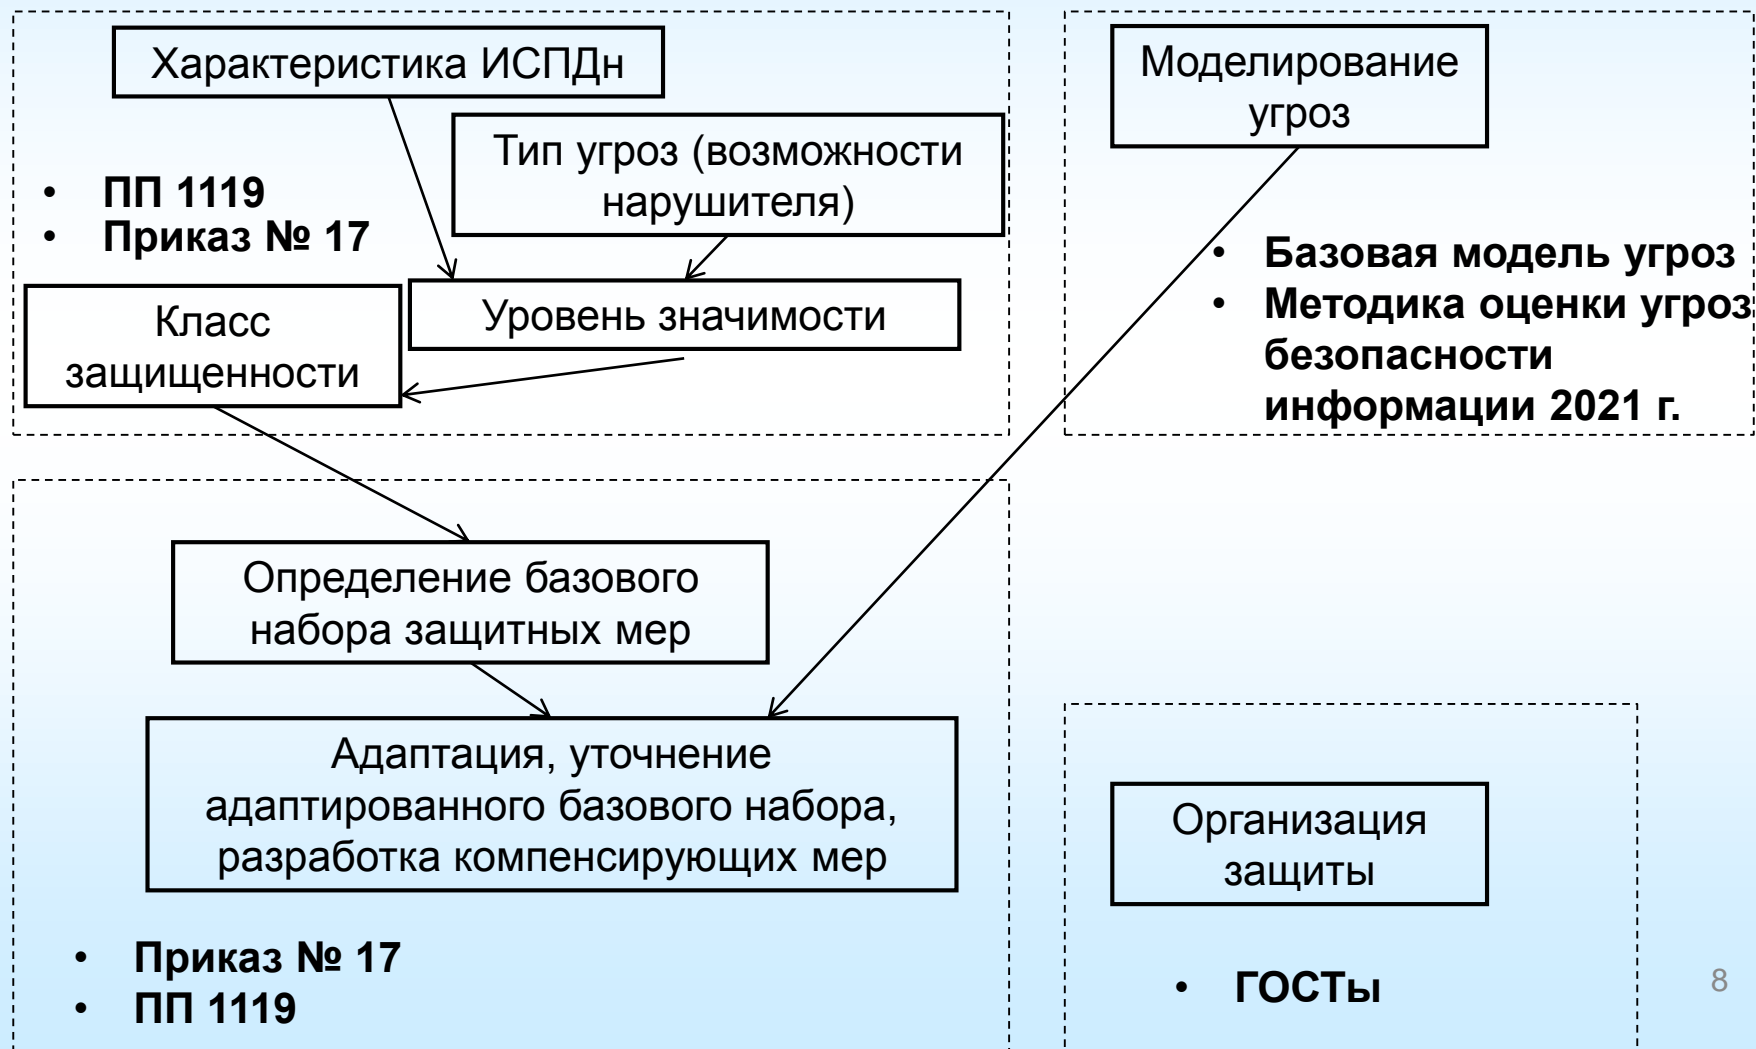 Характеристика ИСПДн
Тип угроз (возможности
нарушителя)
• ПП 1119
• Приказ № 17
Уровень значимости
Класс
защищенности
Моделирование
угроз
• Базовая модель угроз
• Методика оценки угроз
безопасности
информации 2021 г.
Определение базового
набора защитных мер
Адаптация, уточнение
адаптированного базового набора,
разработка компенсирующих мер
• Приказ № 17
• ПП 1119
Организация
защиты
• ГОСТы
8